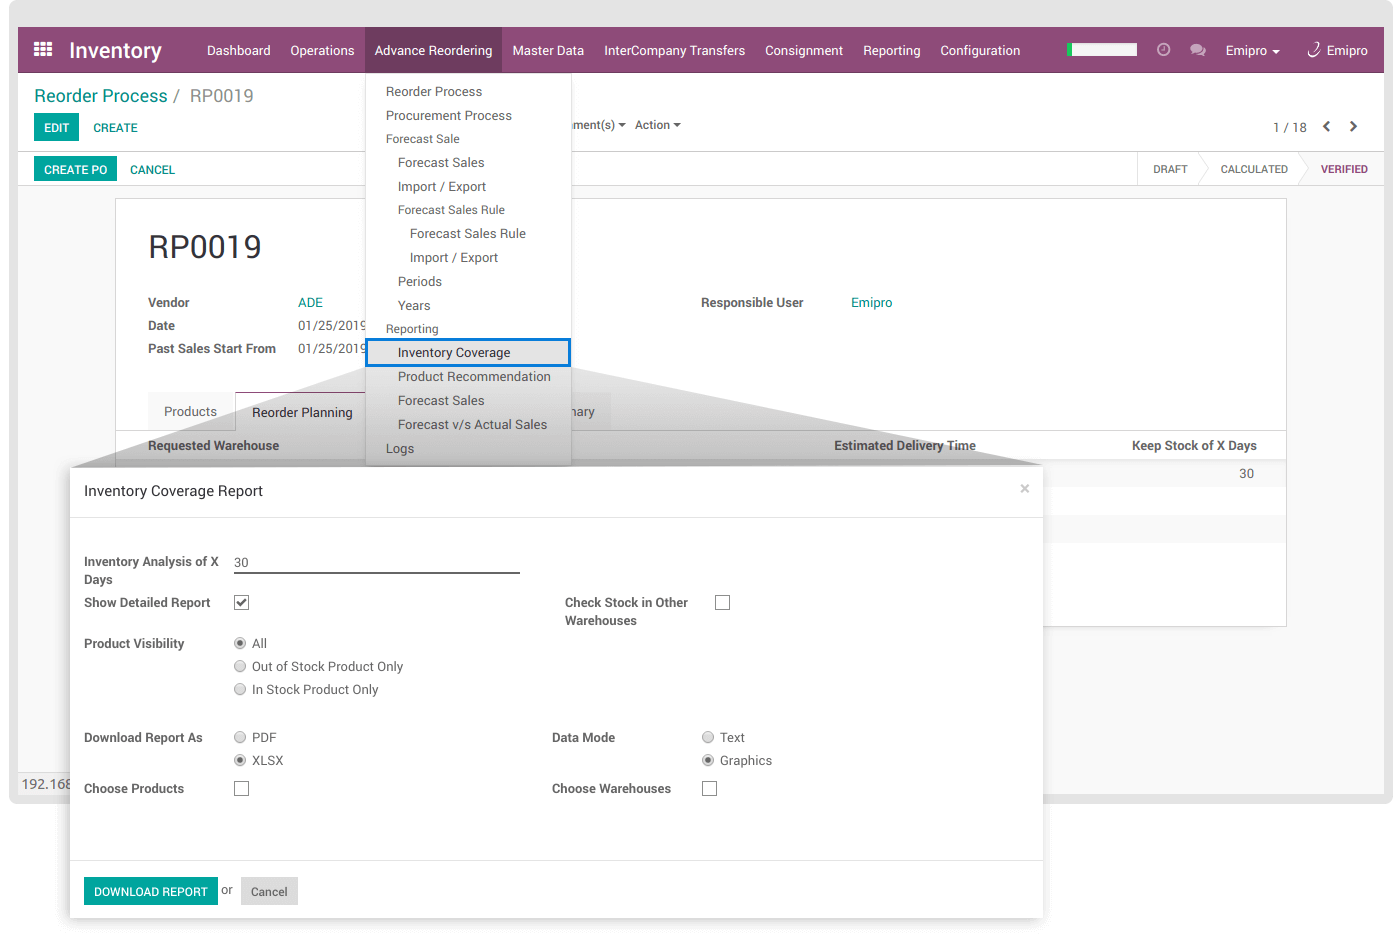 Inventory Dashboard Operations Advance Reordering Master Data InterCompany Transfers Consignment Reporting Configuration Emipro Emipro
Reorder Process / RP0019
Reorder Process
Procurement Process
Forecast Sale
Forecast Sales
Import / Export
Forecast Sales Rule
Forecast Sales Rule
Import / Export
Periods
Years
Reporting
Inventory Coverage
Product Recommendation
Forecast Sales
Forecast v/s Actual Sales
Logs
EDIT CREATE ment(s) Action 1 / 18
CREATE PO CANCEL DRAFT CALCULATED VERIFIED
RP0019
Vendor ADE Responsible User Emipro
Date 01/25/2019
Past Sales Start From 01/25/2019
Products Reorder Planning mary
Requested Warehouse Estimated Delivery Time Keep Stock of X Days
30
Inventory Coverage Report ×
Inventory Analysis of X
Days
30
Show Detailed Report Check Stock in Other
Warehouses
Product Visibility All
Out of Stock Product Only
In Stock Product Only
Download Report As PDF Data Mode Text
XLSX Graphics
Choose Products Choose Warehouses
DOWNLOAD REPORT or Cancel
192.168